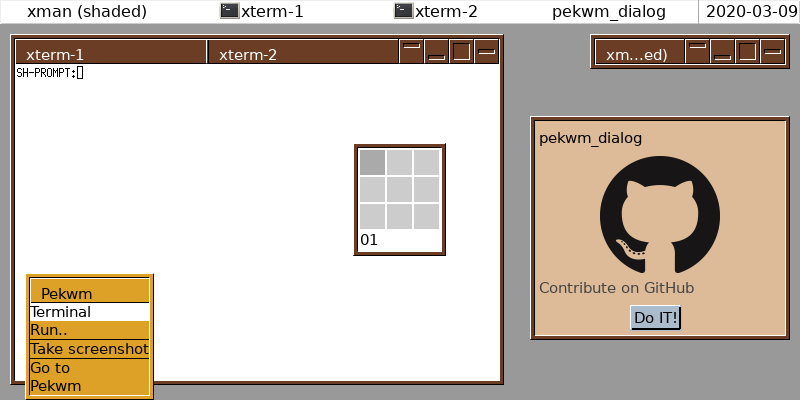 xman (shaded) xterm-1 xterm-2 pekwm_dialog 2020-03-09
xterm-1 xterm-2
xm...ed)
SH-PROMPT:
pekwm_dialog
01
Contribute on GitHub
Do IT!
Pekwm
Terminal
Run..
Take screenshot
Go to
Pekwm